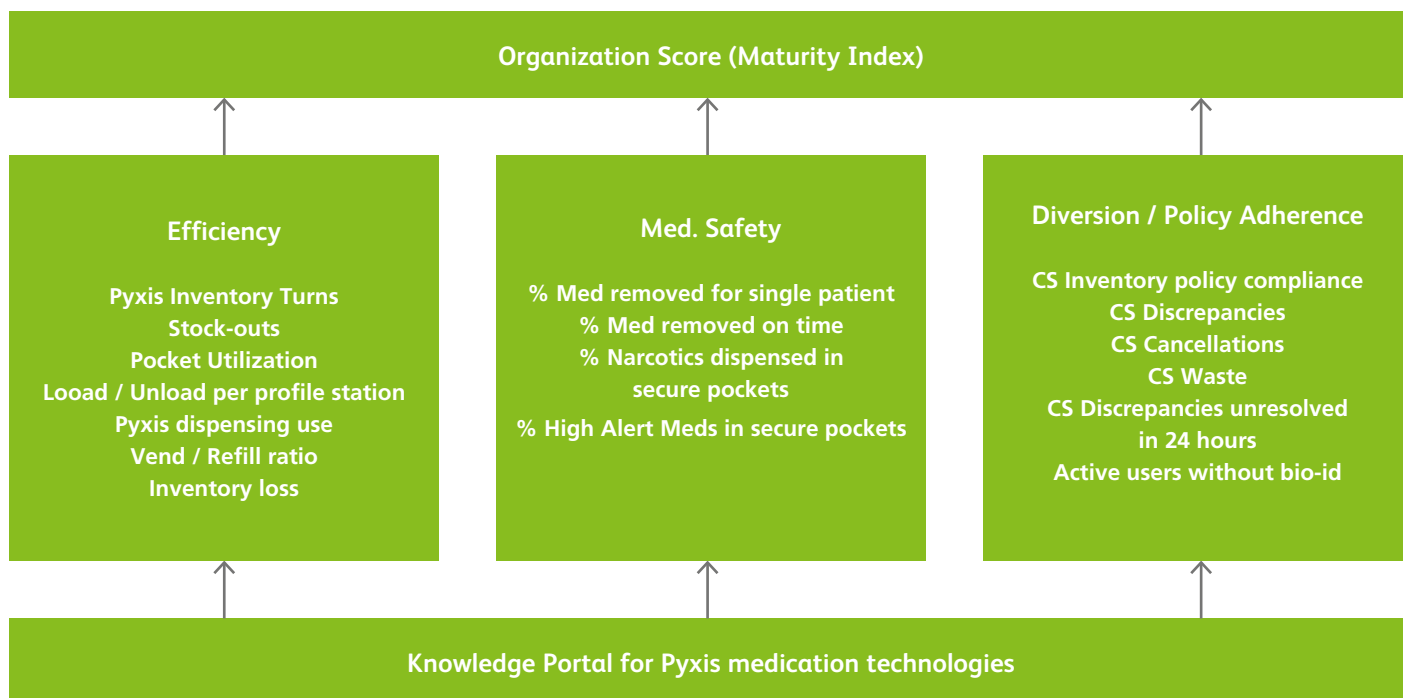 Organization Score (Maturity Index)
Efficiency
Pyxis Inventory Turns
Stock-outs
Pocket Utilization
Looad / Unload per profile station
Pyxis dispensing use
Vend / Refill ratio
Inventory loss
Med. Safety
% Med removed for single patient
% Med removed on time
% Narcotics dispensed in
secure pockets
% High Alert Meds in secure pockets
Diversion / Policy Adherence
CS Inventory policy compliance
CS Discrepancies
CS Cancellations
CS Waste
CS Discrepancies unresolved
in 24 hours
Active users without bio-id
Knowledge Portal for Pyxis medication technologies